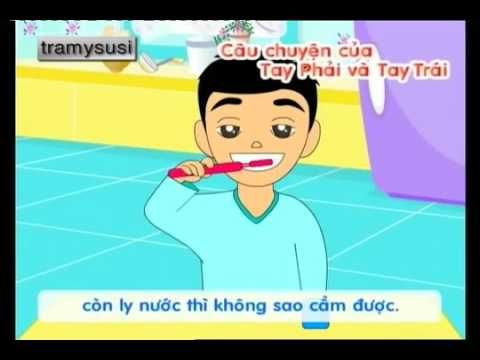 tramysusi
Câu chuyện của
Tay Phải và Tay Trái
còn ly nước thì không sao cầm được.